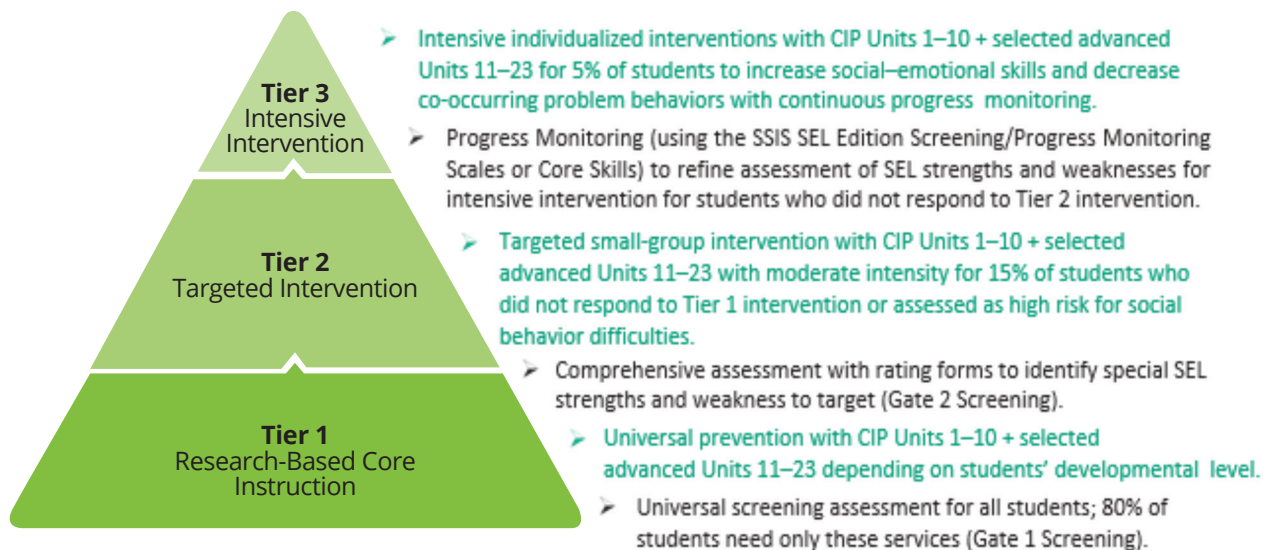 Tier 3
Intensive
Intervention
Tier 2
Targeted Intervention
Tier 1
Research-Based Core
Instruction
➢ Intensive individualized interventions with CIP Units 1–10 + selected advanced
Units 11–23 for 5% of students to increase social–emotional skills and decrease
co-occurring problem behaviors with continuous progress monitoring.
➢ Progress Monitoring (using the SSIS SEL Edition Screening/Progress Monitoring
Scales or Core Skills) to refine assessment of SEL strengths and weaknesses for
intensive intervention for students who did not respond to Tier 2 intervention.
➢ Targeted small-group intervention with CIP Units 1–10 + selected
advanced Units 11–23 with moderate intensity for 15% of students who
did not respond to Tier 1 intervention or assessed as high risk for social
behavior difficulties.
➢ Comprehensive assessment with rating forms to identify special SEL
strengths and weakness to target (Gate 2 Screening).
➢ Universal prevention with CIP Units 1–10 + selected
advanced Units 11–23 depending on students’ developmental level.
➢ Universal screening assessment for all students; 80% of
students need only these services (Gate 1 Screening).